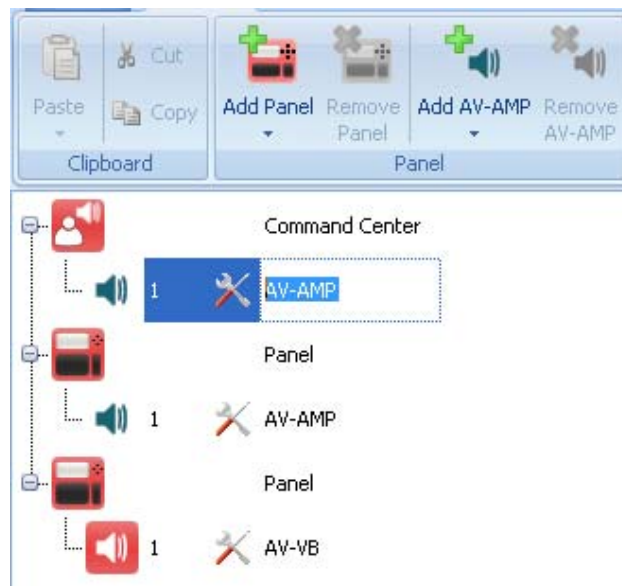 Paste
Cut
Copy
Clipboard
Add Panel
Remove
Panel
Add AV-AMP
Remove
AV-AMP
Panel
Command Center
1 AV-AMP
Panel
1 AV-AMP
Panel
1 AV-VB